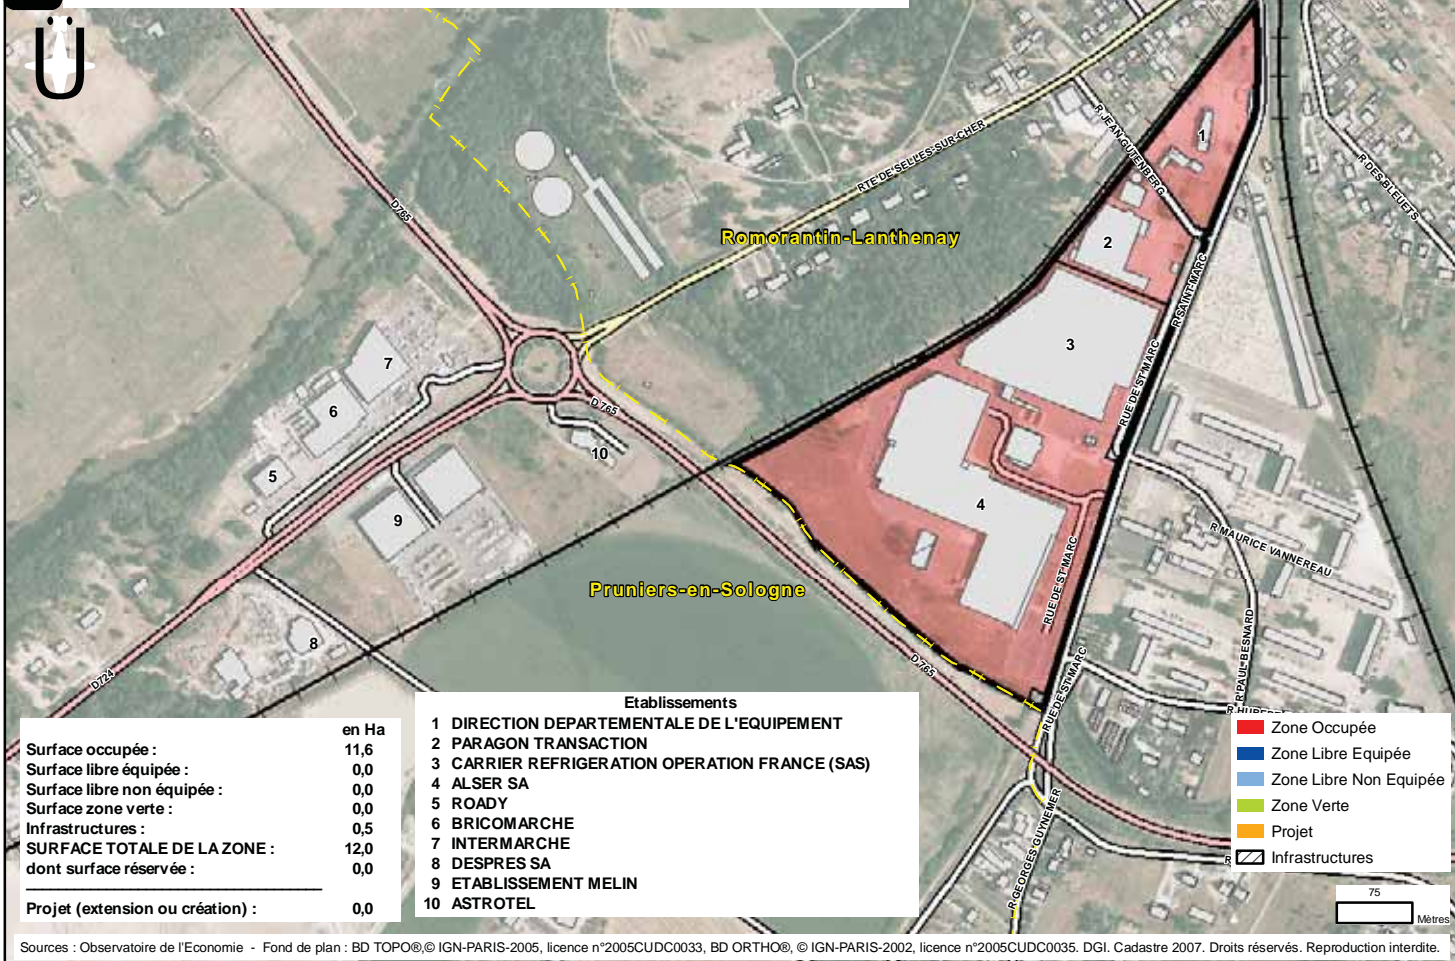 Ü
D765
RTE DE SELLES-SUR-CHER
R JEAN GUTENBERG
R DES BLEUETS
1
Romorantin-Lanthenay
2
R SAINT-MARC
3
RUE DE ST MARC
7
6
D 765
10
5
4
9
R MAURICE VANNEREAU
Pruniers-en-Sologne
RUE DE ST MARC
R PAUL BESNARD
8
D 765
D724
RUE DE ST MARC
R GEORGES GUYNEMER
en Ha
Surface occupée : 11,6
Surface libre équipée : 0,0
Surface libre non équipée : 0,0
Surface zone verte : 0,0
Infrastructures : 0,5
SURFACE TOTALE DE LA ZONE : 12,0
dont surface réservée : 0,0
Projet (extension ou création) : 0,0
Etablissements
1 DIRECTION DEPARTEMENTALE DE L'EQUIPEMENT
2 PARAGON TRANSACTION
3 CARRIER REFRIGERATION OPERATION FRANCE (SAS)
4 ALSER SA
5 ROADY
6 BRICOMARCHE
7 INTERMARCHE
8 DESPRES SA
9 ETABLISSEMENT MELIN
10 ASTROTEL
Zone Occupée
Zone Libre Equipée
Zone Libre Non Equipée
Zone Verte
Projet
Infrastructures
75
Mètres
Sources : Observatoire de l'Economie - Fond de plan : BD TOPO®,© IGN-PARIS-2005, licence n°2005CUDC0033, BD ORTHO®, © IGN-PARIS-2002, licence n°2005CUDC0035. DGI. Cadastre 2007. Droits réservés. Reproduction interdite.